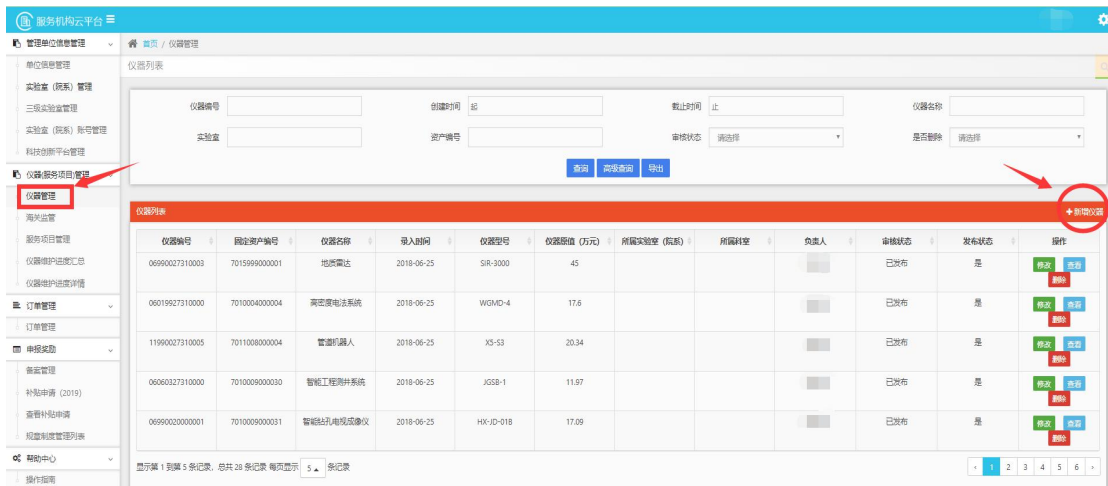 服务机构云平台
管理单位信息管理
首页 / 仪器管理
单位信息管理
仪器列表
实验室（院系）管理
三级实验室管理
实验室（院系）账号管理
科技创新平台管理
仪器(服务项目)管理
仪器管理
海关监管
服务项目管理
仪器维护进度汇总
仪器维护进度详情
订单管理
订单管理
申报奖励
备案管理
补贴申请（2019）
查看补贴申请
规章制度管理列表
帮助中心
操作指南
仪器编号 创建时间 起 截止时间 止 仪器名称
实验室 资产编号 审核状态 请选择 是否删除 请选择
查询 高级查询 导出
仪器列表 +新增仪器
仪器编号 固定资产编号 仪器名称 录入时间 仪器型号 仪器原值（万元） 所属实验室（院系） 所属科室 负责人 审核状态 发布状态 操作
06990027310003 7015999000001 地质雷达 2018-06-25 SIR-3000 45 已发布 是 修改 查看 删除
06019927310000 7010004000004 高密度电法系统 2018-06-25 WGMD-4 17.6 已发布 是 修改 查看 删除
11990027310005 7011008000004 管道机器人 2018-06-25 X5-S3 20.34 已发布 是 修改 查看 删除
06060327310000 7010009000030 智能工程测井系统 2018-06-25 JGSB-1 11.97 已发布 是 修改 查看 删除
06990020000001 7010009000031 智能钻孔电视成像仪 2018-06-25 HX-JD-01B 17.09 已发布 是 修改 查看 删除
显示第 1 到第 5 条记录，总共 28 条记录 每页显示 5 条记录
‹ 1 2 3 4 5 6 ›